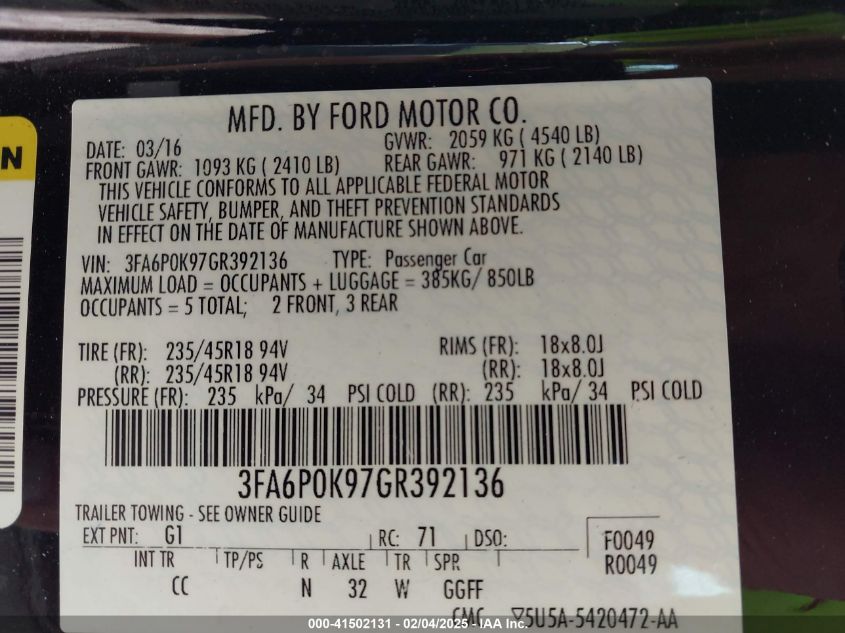 MFD. BY FORD MOTOR CO.
DATE: 03/16 GVWR: 2059 KG ( 4540 LB)
FRONT GAWR: 1093 KG ( 2410 LB) REAR GAWR: 971 KG ( 2140 LB)
THIS VEHICLE CONFORMS TO ALL APPLICABLE FEDERAL MOTOR
VEHICLE SAFETY, BUMPER, AND THEFT PREVENTION STANDARDS
IN EFFECT ON THE DATE OF MANUFACTURE SHOWN ABOVE.
VIN: 3FA6P0K97GR392136 TYPE: Passenger Car
MAXIMUM LOAD = OCCUPANTS + LUGGAGE = 385KG/ 850LB
OCCUPANTS = 5 TOTAL; 2 FRONT, 3 REAR
TIRE (FR): 235/45R18 94V RIMS (FR): 18x8.0J
(RR): 235/45R18 94V (RR): 18x8.0J
PRESSURE (FR): 235 kPa/ 34 PSI COLD (RR): 235 kPa/ 34 PSI COLD
3FA6P0K97GR392136
TRAILER TOWING - SEE OWNER GUIDE
EXT PNT: G1 RC: 71 DSO: F0049
R0049
INT TR TP/PS R AXLE TR SPR
CC N 32 W GGFF
CMC 5U5A-5420472-AA
N
000-41502131 - 02/04/2025 - IAA Inc.